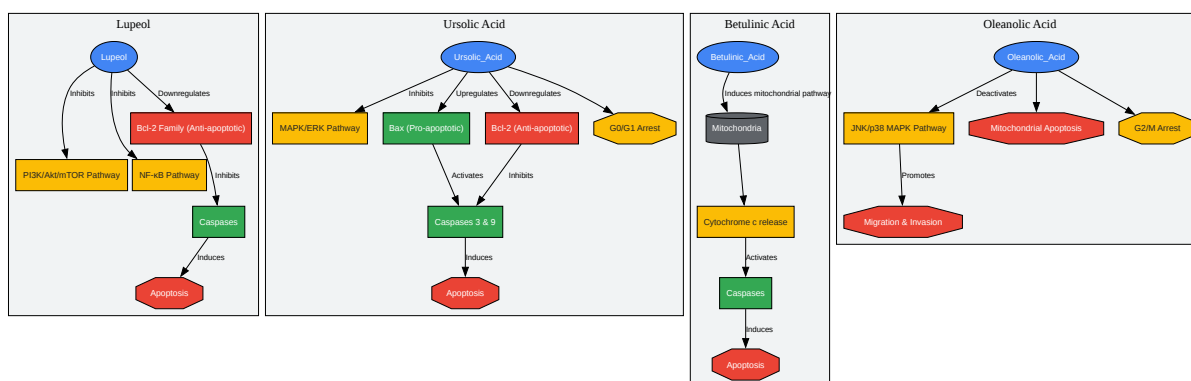 Lupeol
Lupeol
Inhibits
Inhibits
Downregulates
Bcl-2 Family (Anti-apoptotic)
PI3K/Akt/mTOR Pathway
NF-κB Pathway
Inhibits
Caspases
Induces
Apoptosis
Ursolic Acid
Ursolic_Acid
Inhibits
Upregulates
Downregulates
MAPK/ERK Pathway
Bax (Pro-apoptotic)
Bcl-2 (Anti-apoptotic)
G0/G1 Arrest
Activates
Inhibits
Caspases 3 & 9
Induces
Apoptosis
Betulinic Acid
Betulinic_Acid
Induces mitochondrial pathway
Mitochondria
Cytochrome c release
Activates
Caspases
Induces
Apoptosis
Oleanolic Acid
Oleanolic_Acid
Deactivates
JNK/p38 MAPK Pathway
Mitochondrial Apoptosis
G2/M Arrest
Promotes
Migration & Invasion